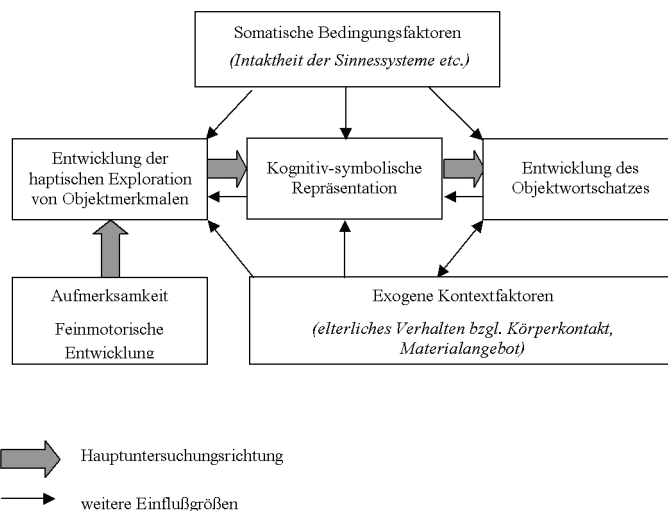 Somatische Bedingungsfaktoren
(Intaktheit der Sinnessysteme etc.)
Entwicklung der
haptischen Exploration
von Objektmerkmalen
Kognitiv-symbolische
Repräsentation
Entwicklung des
Objektwortschatzes
Aufmerksamkeit
Feinmotorische
Entwicklung
Exogene Kontextfaktoren
(elterliches Verhalten bzgl. Körperkontakt,
Materialangebot)
Hauptuntersuchungsrichtung
weitere Einflußgrößen